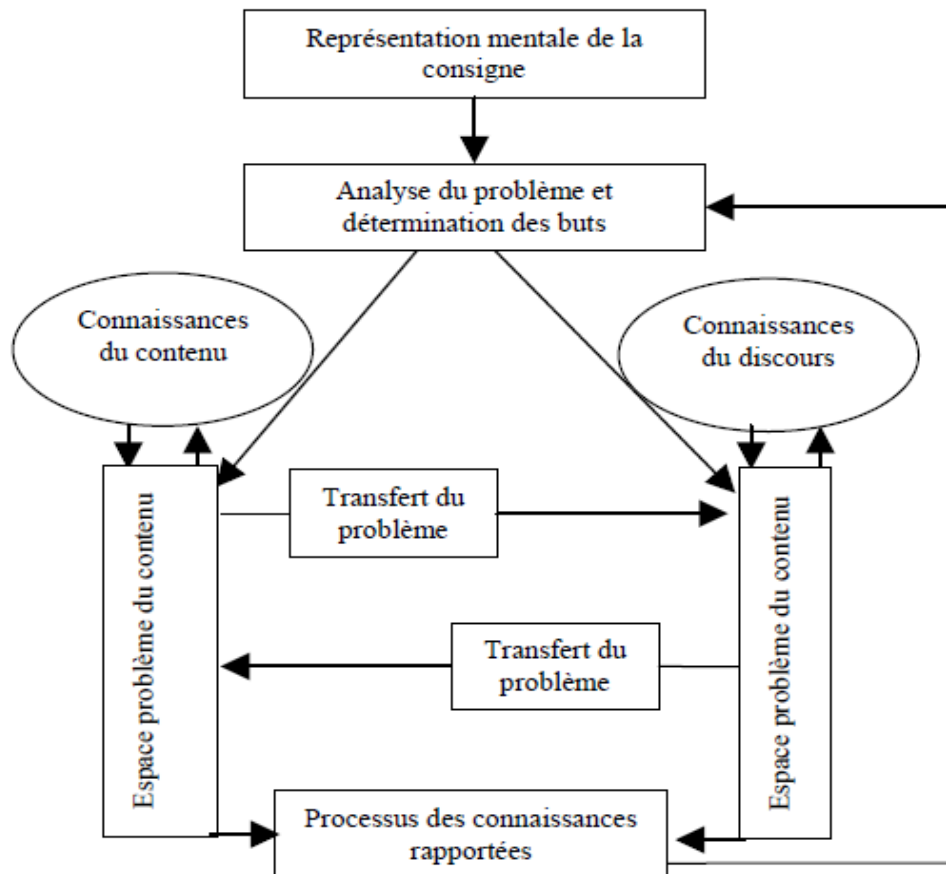 Représentation mentale de la
consigne
Analyse du problème et
détermination des buts
Connaissances
du contenu
Connaissances
du discours
Transfert du
problème
Espace problème du contenu
Espace problème du contenu
Transfert du
problème
Processus des connaissances
rapportées